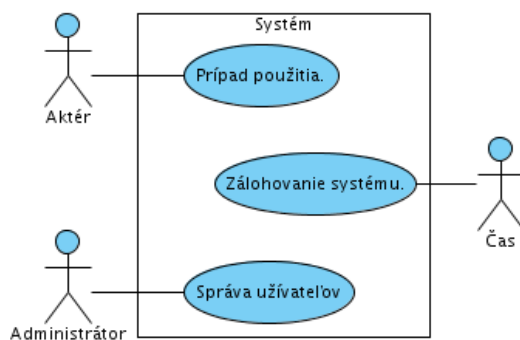 Systém
Prípad použitia.
Aktér
Zálohovanie systému.
Čas
Správa užívateľov
Administrátor